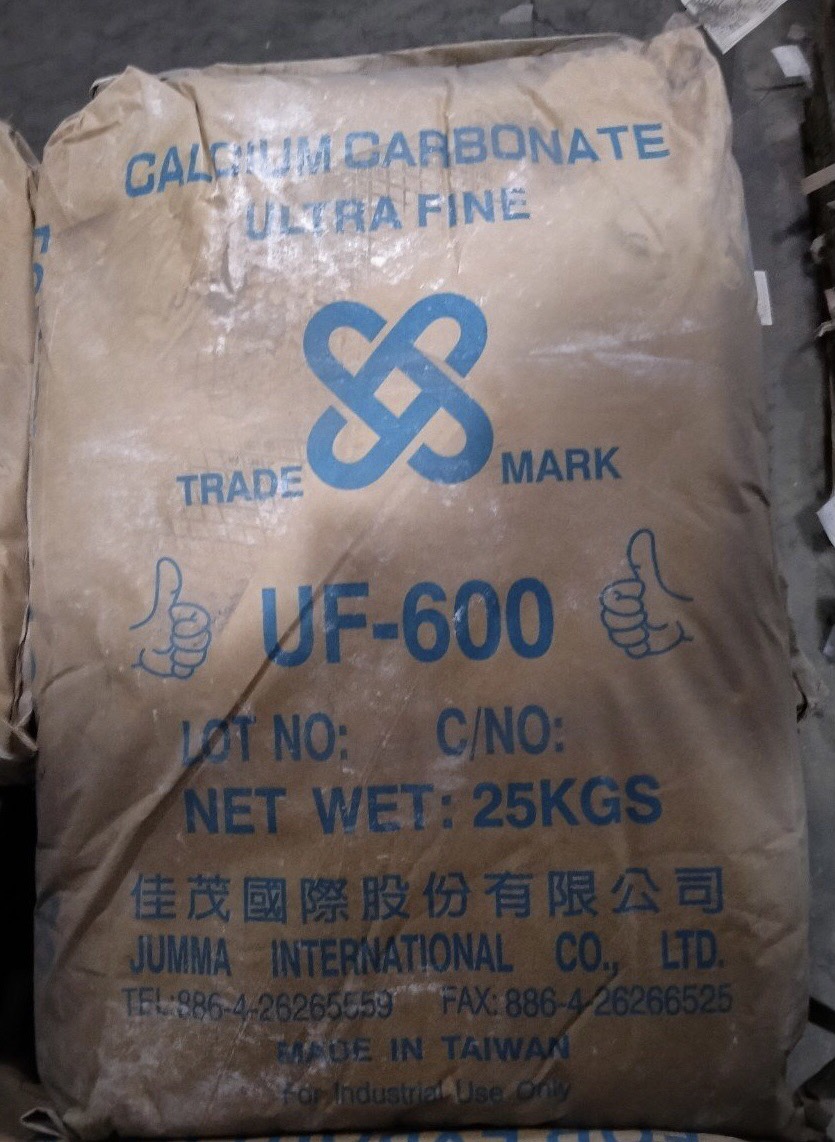 CALCIUM CARBONATE
ULTRA FINE
TRADE MARK
UF-600
LOT NO: C/NO:
NET WET: 25KGS
佳茂國際股份有限公司
JUMMA INTERNATIONAL CO., LTD.
TEL:886-4-26265559 FAX: 886-4-26266525
MADE IN TAIWAN
For Industrial Use Only